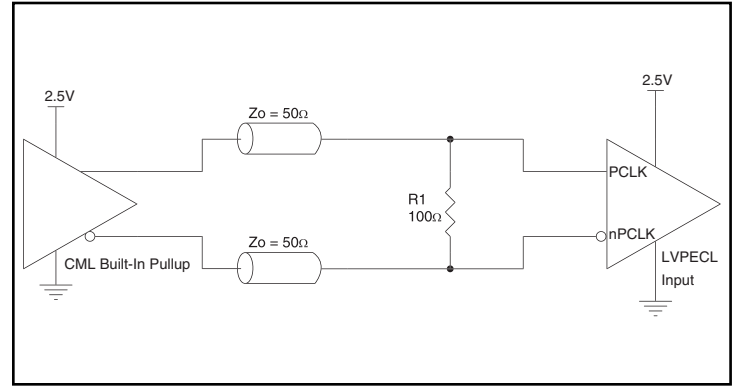 2.5V
2.5V
Zo = 50Ω
PCLK
R1
100Ω
nPCLK
Zo = 50Ω
CML Built-In Pullup
LVPECL
Input